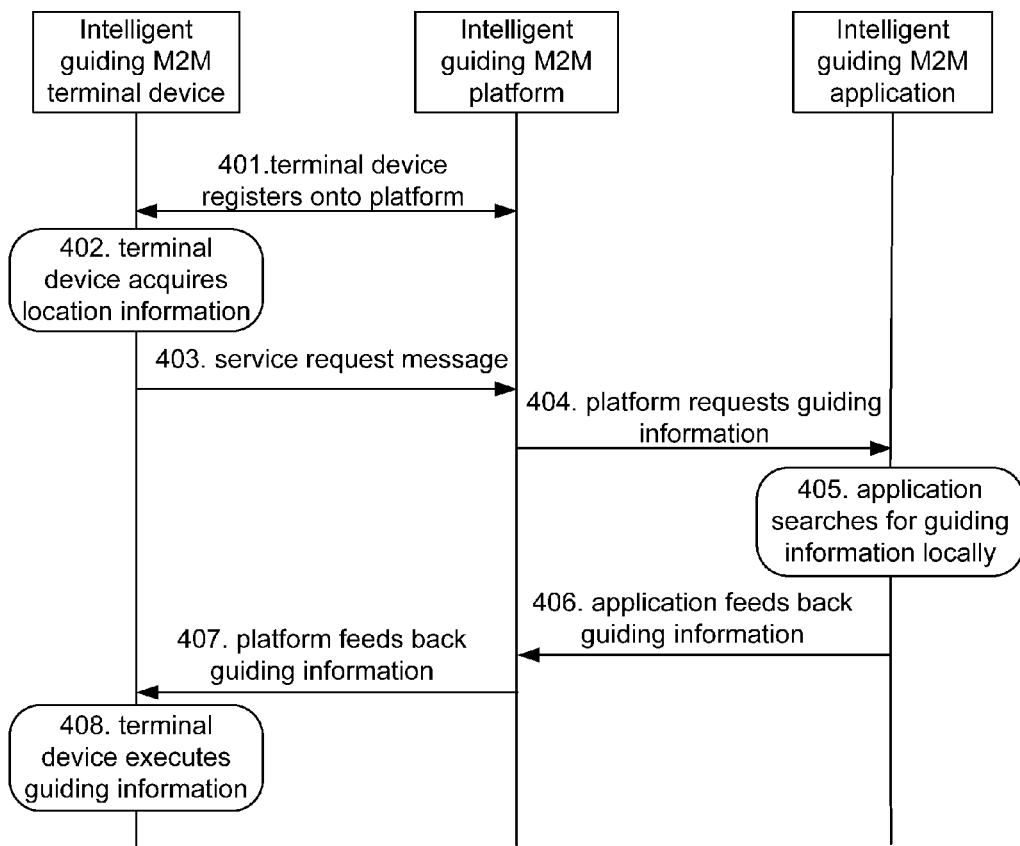 Intelligent
guiding M2M
terminal device
Intelligent
guiding M2M
platform
Intelligent
guiding M2M
application
401.terminal device
registers onto platform
402. terminal
device acquires
location information
403. service request message
404. platform requests guiding
information
405. application
searches for guiding
information locally
406. application feeds back
guiding information
407. platform feeds back
guiding information
408. terminal
device executes
guiding information